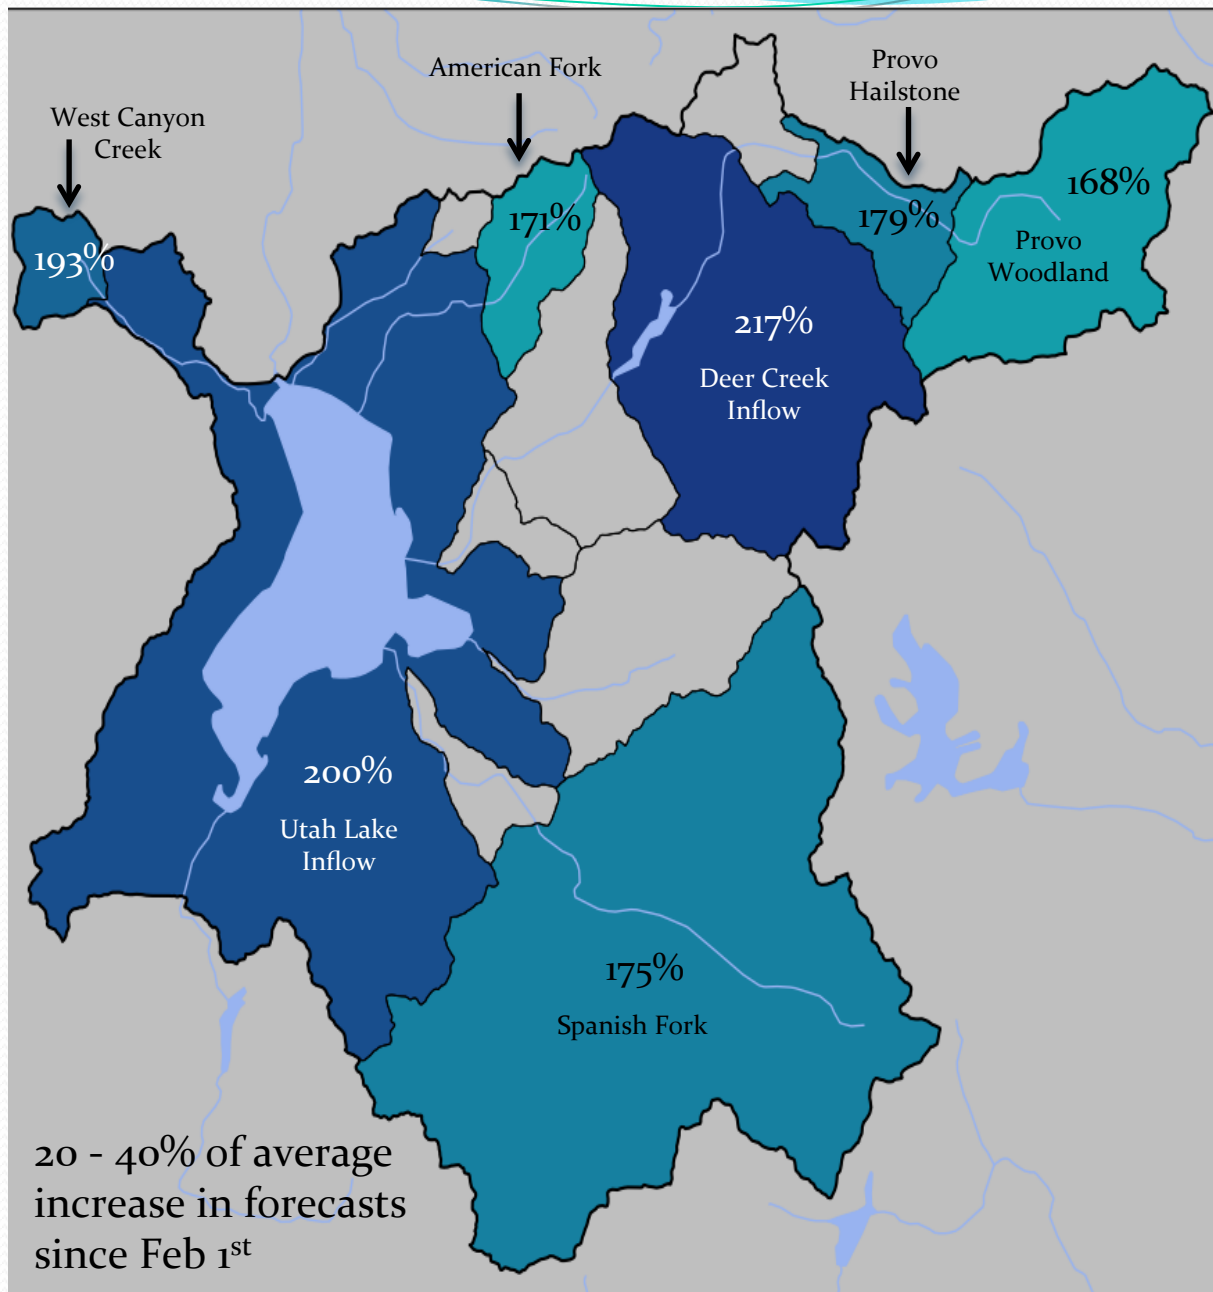 American Fork
Provo
Hailstone
West Canyon
Creek
193%
171%
179%
168%
Provo
Woodland
217%
Deer Creek
Inflow
200%
Utah Lake
Inflow
175%
Spanish Fork
20 - 40% of average
increase in forecasts
since Feb 1st